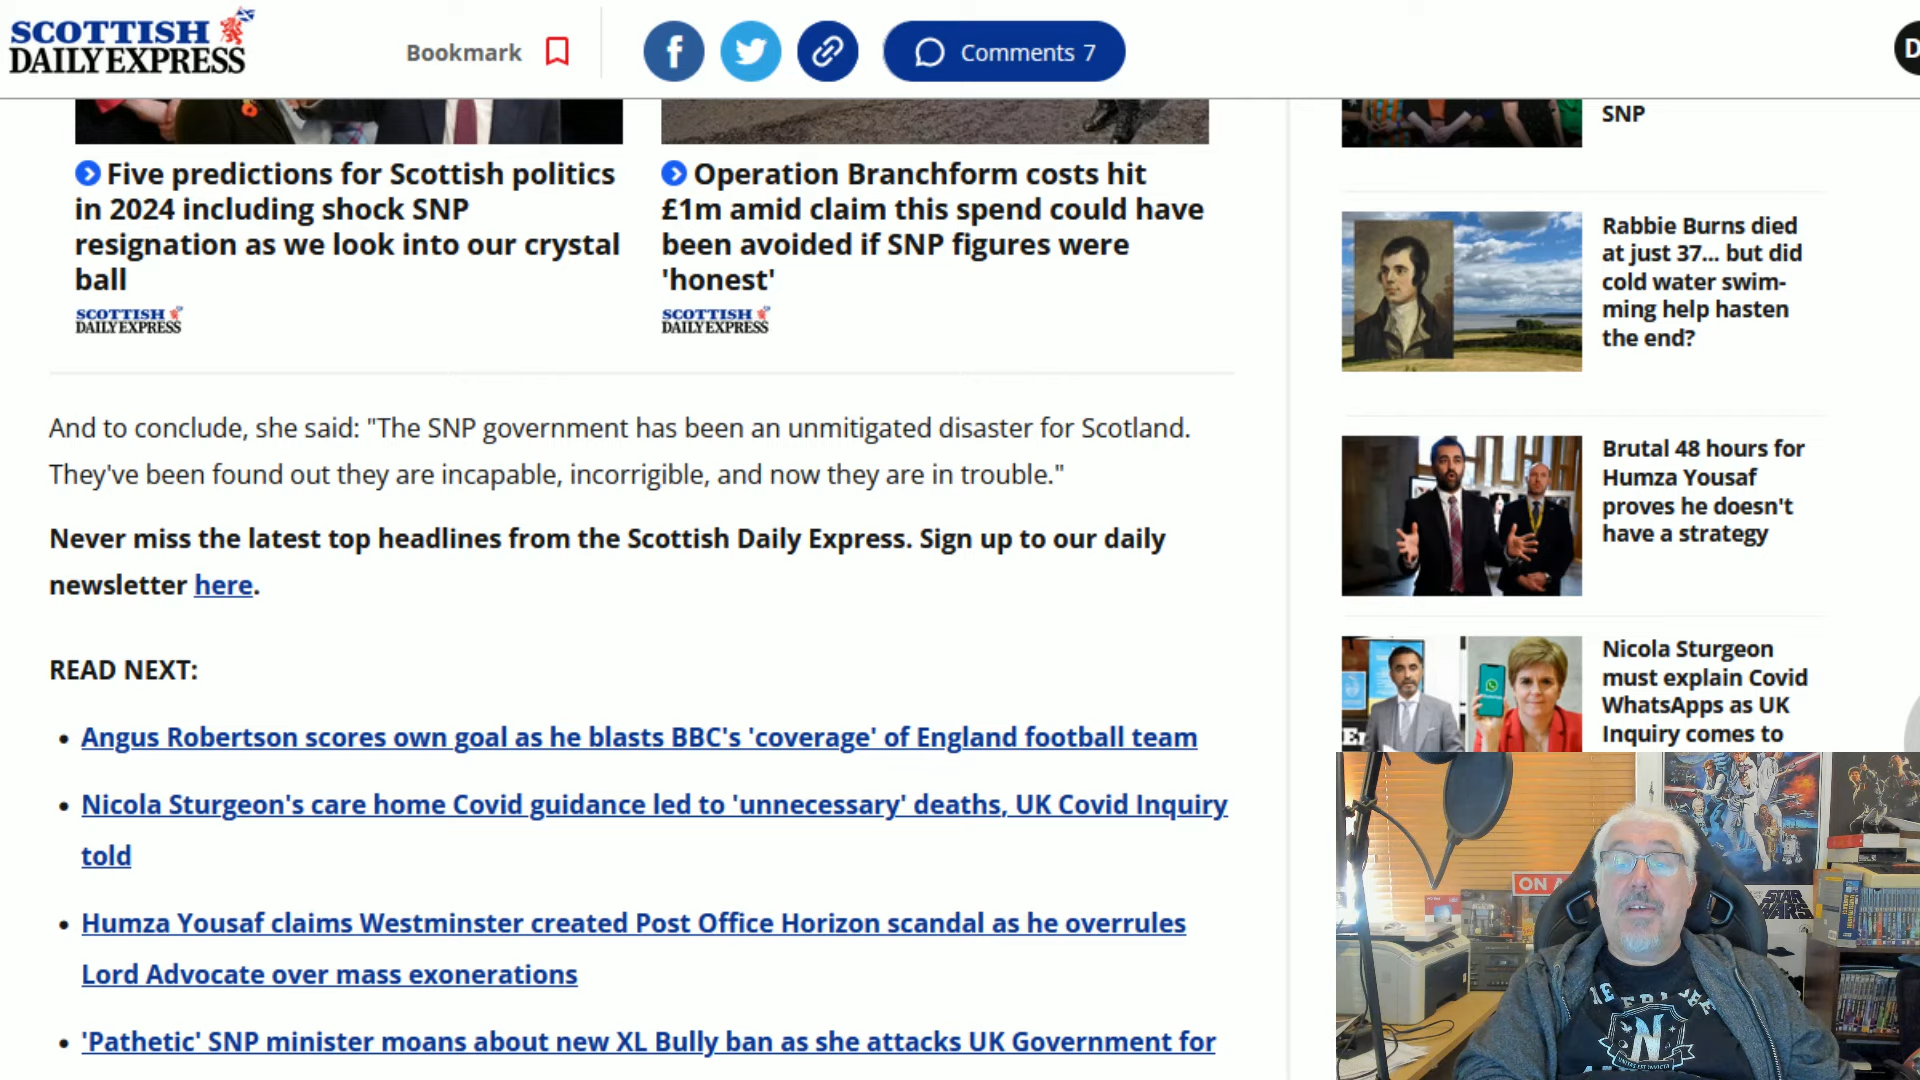 SCOTTISH
DAILY EXPRESS
Bookmark
Comments 7
D
Five predictions for Scottish politics
in 2024 including shock SNP
resignation as we look into our crystal
ball
SCOTTISH
DAILY EXPRESS
Operation Branchform costs hit
£1m amid claim this spend could have
been avoided if SNP figures were
'honest'
SCOTTISH
DAILY EXPRESS
And to conclude, she said: "The SNP government has been an unmitigated disaster for Scotland.
They've been found out they are incapable, incorrigible, and now they are in trouble."
Never miss the latest top headlines from the Scottish Daily Express. Sign up to our daily
newsletter here.
READ NEXT:
• Angus Robertson scores own goal as he blasts BBC's 'coverage' of England football team
• Nicola Sturgeon's care home Covid guidance led to 'unnecessary' deaths, UK Covid Inquiry
told
• Humza Yousaf claims Westminster created Post Office Horizon scandal as he overrules
Lord Advocate over mass exonerations
• 'Pathetic' SNP minister moans about new XL Bully ban as she attacks UK Government for
SNP
Rabbie Burns died
at just 37... but did
cold water swim-
ming help hasten
the end?
Brutal 48 hours for
Humza Yousaf
proves he doesn't
have a strategy
Nicola Sturgeon
must explain Covid
WhatsApps as UK
Inquiry comes to
ON A
STAR
WARS
N